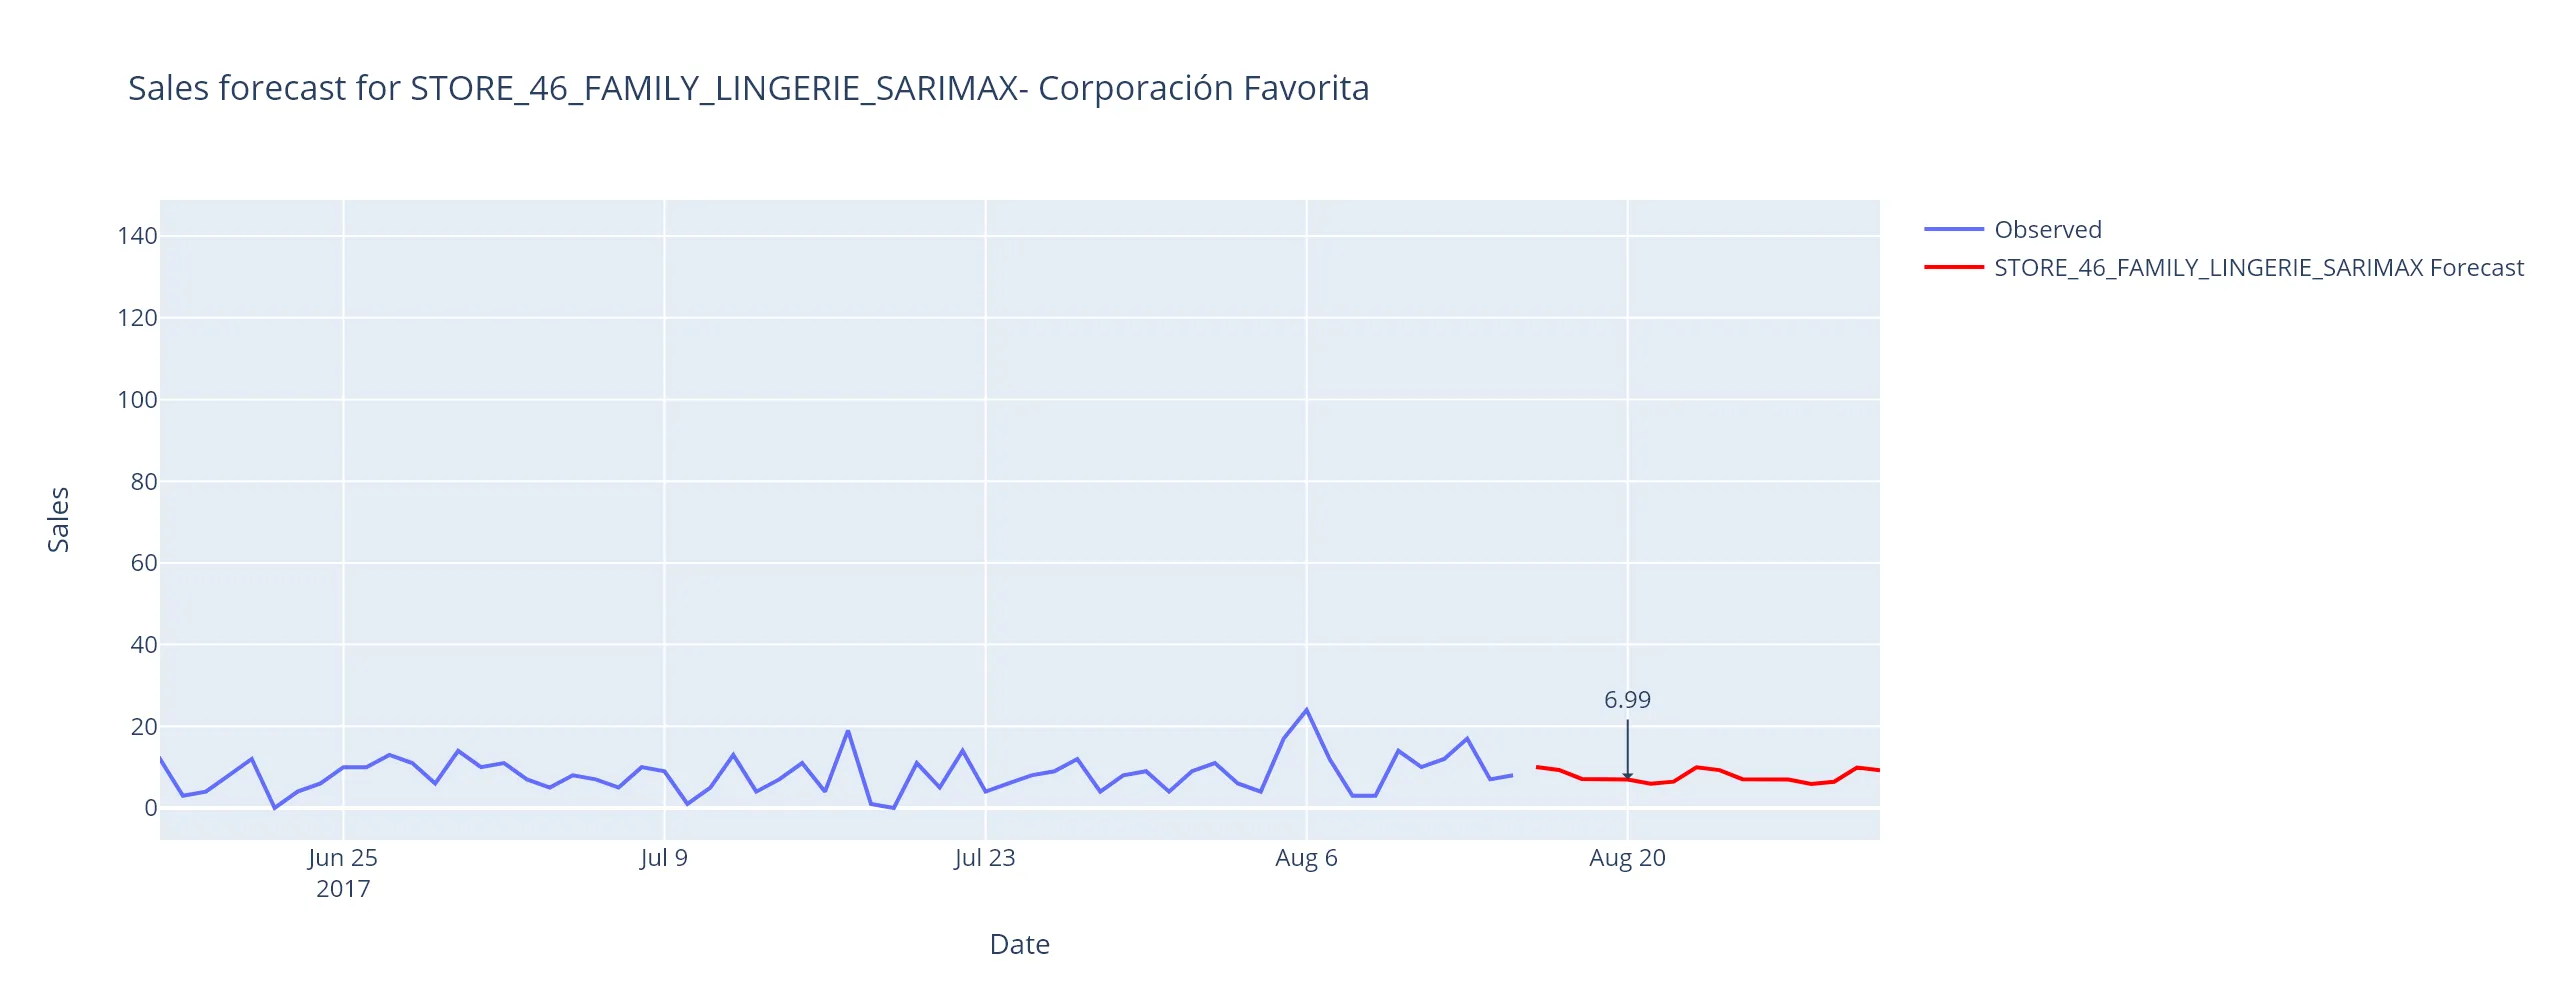 Sales forecast for STORE_46_FAMILY_LINGERIE_SARIMAX- Corporación Favorita
Observed
STORE_46_FAMILY_LINGERIE_SARIMAX Forecast
140
120
100
80
60
40
20
0
Sales
6.99
Jun 25
2017
Jul 9
Jul 23
Aug 6
Aug 20
Date